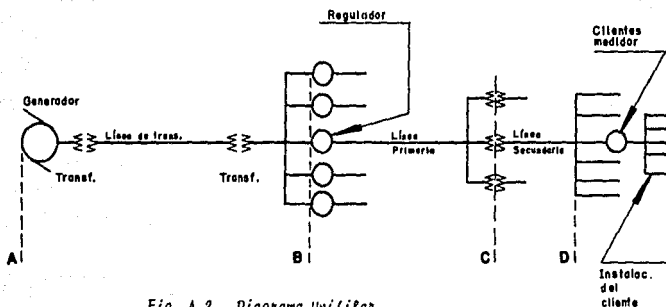 Regulador
Clientes
medidor
Generador
Línea de trans.
Línea
Primaria
Línea
Secundaria
Transf.
Transf.
A
B
C
D
Instalac.
del
cliente
Fig. A.2 Diagrama Unifilar